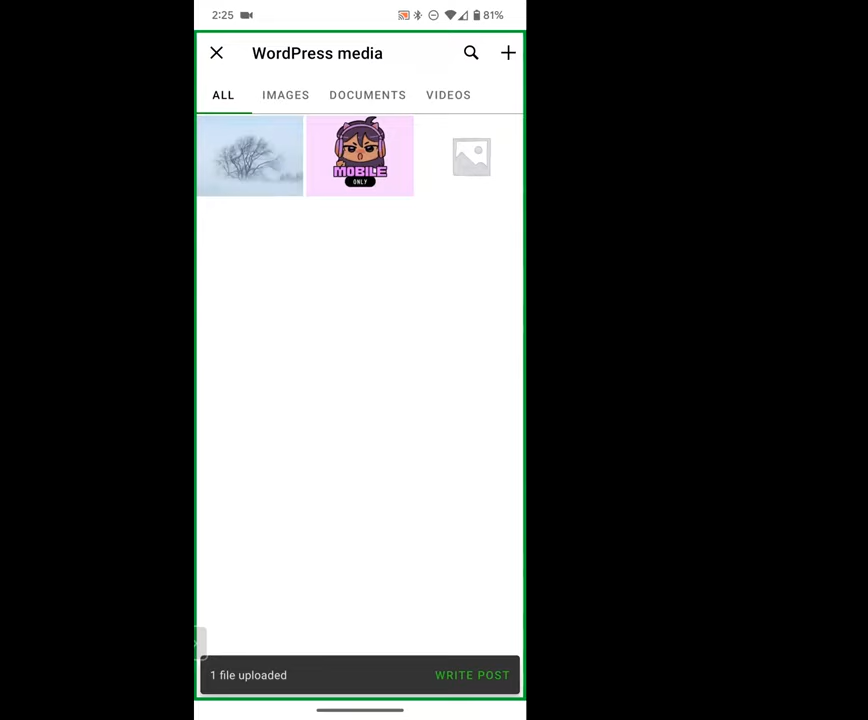 2:25
81%
WordPress media
ALL
IMAGES
DOCUMENTS
VIDEOS
MOBILE
ONLY
1 file uploaded
WRITE POST